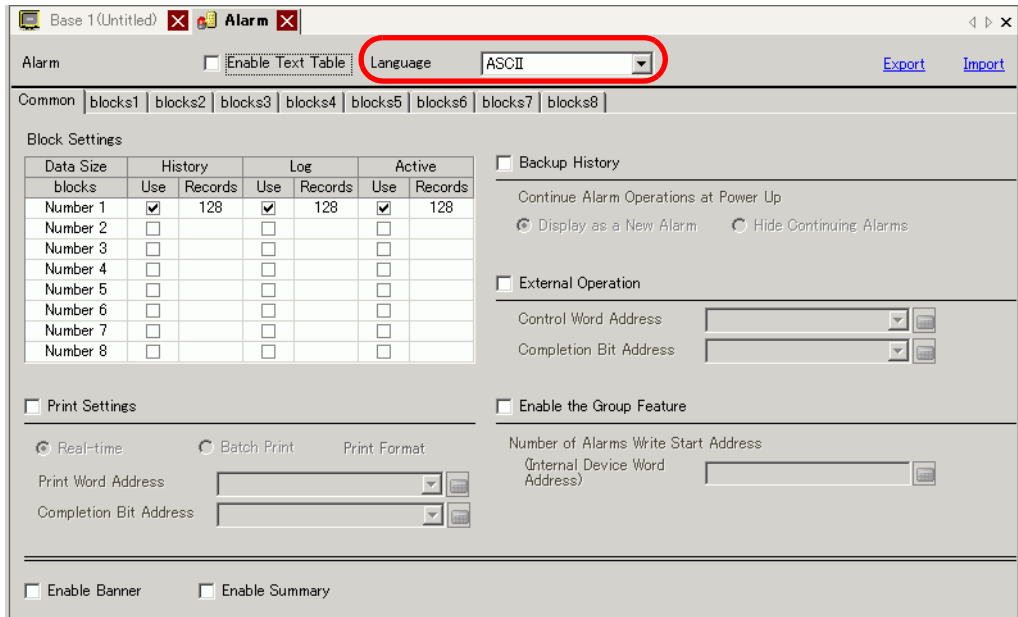 Base 1(Untitled) Alarm
Alarm Enable Text Table Language ASCII Export Import
Common blocks1 blocks2 blocks3 blocks4 blocks5 blocks6 blocks7 blocks8
Block Settings
Data Size History Log Active
blocks Use Records Use Records Use Records
Number 1 128 128 128
Number 2
Number 3
Number 4
Number 5
Number 6
Number 7
Number 8
Backup History
Continue Alarm Operations at Power Up
Display as a New Alarm Hide Continuing Alarms
External Operation
Control Word Address
Completion Bit Address
Print Settings
Real-time Batch Print Print Format
Print Word Address
Completion Bit Address
Enable the Group Feature
Number of Alarms Write Start Address
(Internal Device Word
Address)
Enable Banner Enable Summary